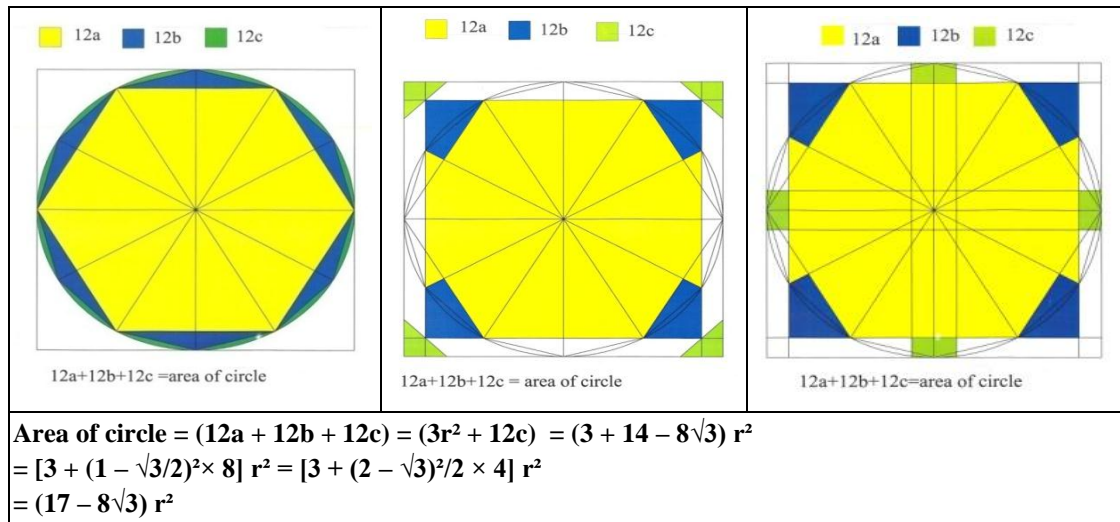 12a 12b 12c
12a+12b+12c =area of circle
12a 12b 12c
12a+12b+12c = area of circle
12a 12b 12c
12a+12b+12c=area of circle
Area of circle = (12a + 12b + 12c) = (3r² + 12c) = (3 + 14 – 8√3) r²
= [3 + (1 – √3/2)²× 8] r² = [3 + (2 – √3)²/2 × 4] r²
= (17 – 8√3) r²